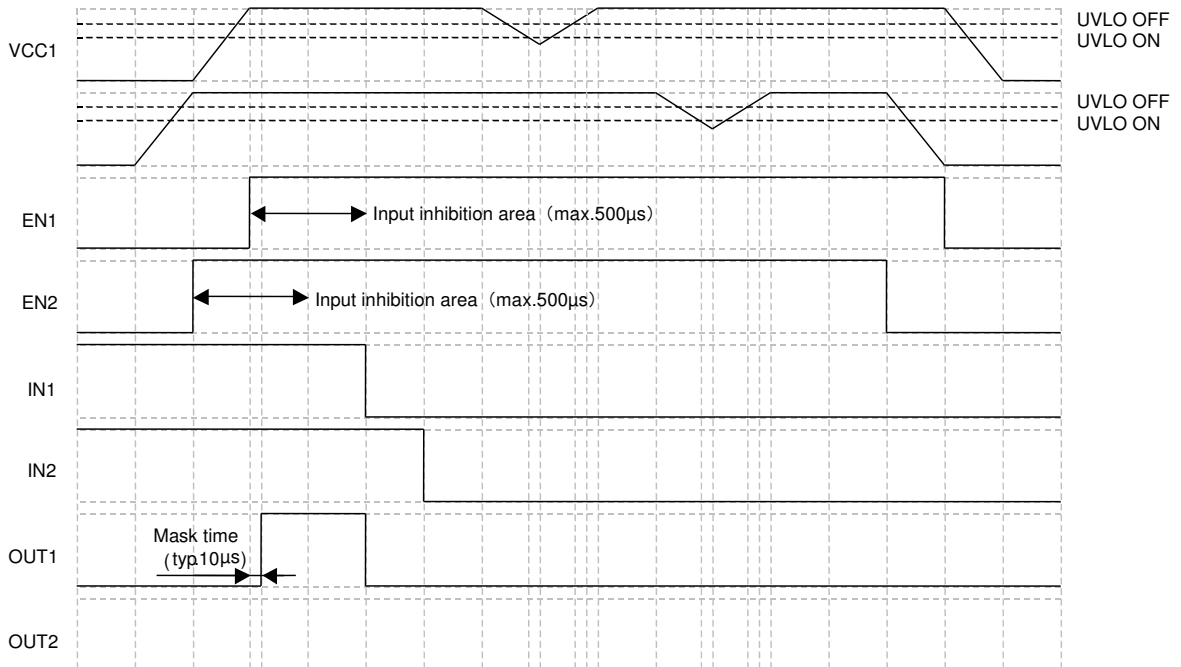 UVLO OFF
VCC1
UVLO ON
UVLO OFF
UVLO ON
EN1
Input inhibition area（max.500μs）
EN2
Input inhibition area（max.500μs）
IN1
IN2
Mask time
OUT1
(typ.10μs)
OUT2